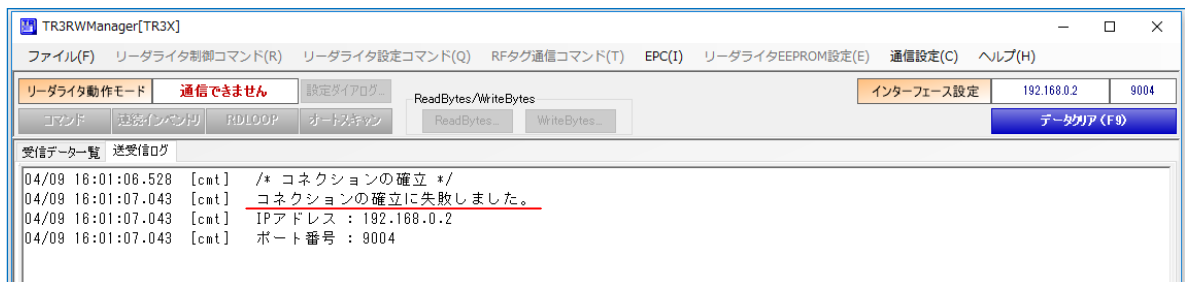 TR3RWManager[TR3X]
ファイル(F) リーダライタ制御コマンド(R) リーダライタ設定コマンド(Q) RFタグ通信コマンド(T) EPC(I) リーダライタEEPROM設定(E) 通信設定(C) ヘルプ(H)
リーダライタ動作モード 通信できません 設定ダイアログ... ReadBytes/WriteBytes インターフェース設定 192.168.0.2 9004
コマンド 連続インベントリ RDLOOP オートスキャン ReadBytes... WriteBytes... データクリア(F9)
受信データ一覧 送受信ログ
04/09 16:01:06.528 [cmt] /* コネクションの確立 */
04/09 16:01:07.043 [cmt] コネクションの確立に失敗しました。
04/09 16:01:07.043 [cmt] IPアドレス : 192.168.0.2
04/09 16:01:07.043 [cmt] ポート番号 : 9004